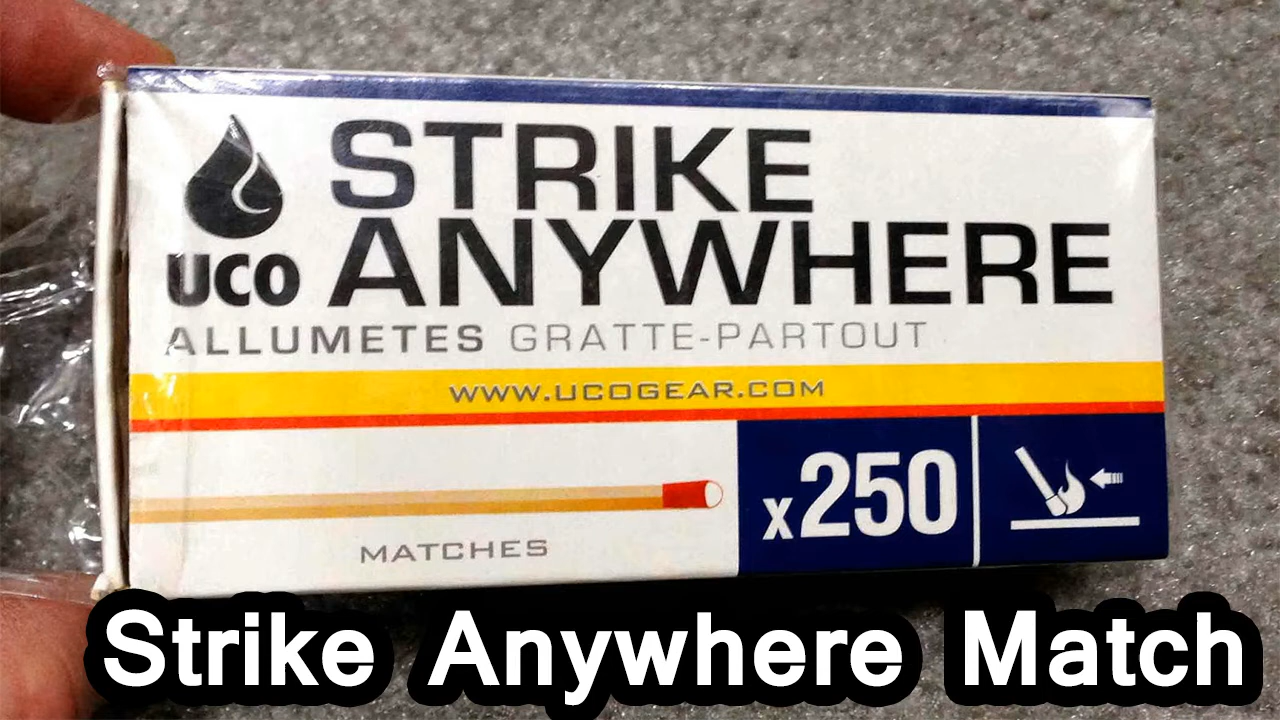 STRIKE
ANYWHERE
UCO
ALLUMETES GRATTE-PARTOUT
WWW.UCOGEAR.COM
MATCHES
x250
Strike Anywhere Match